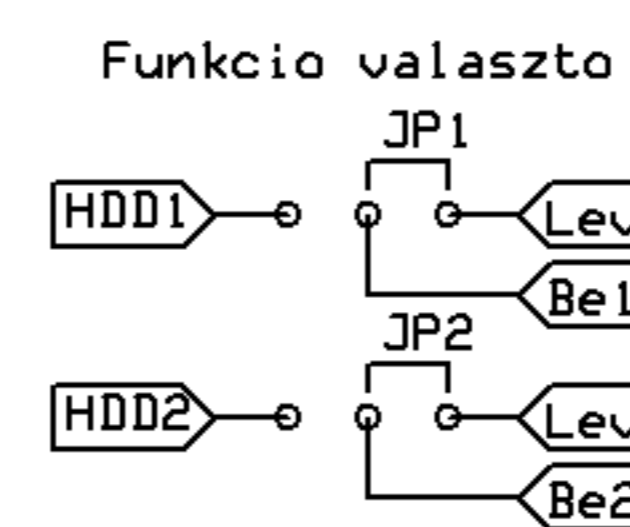 Funkcio valaszto
JP1
HDD1
Lev
Be1
JP2
HDD2
Lev
Be2